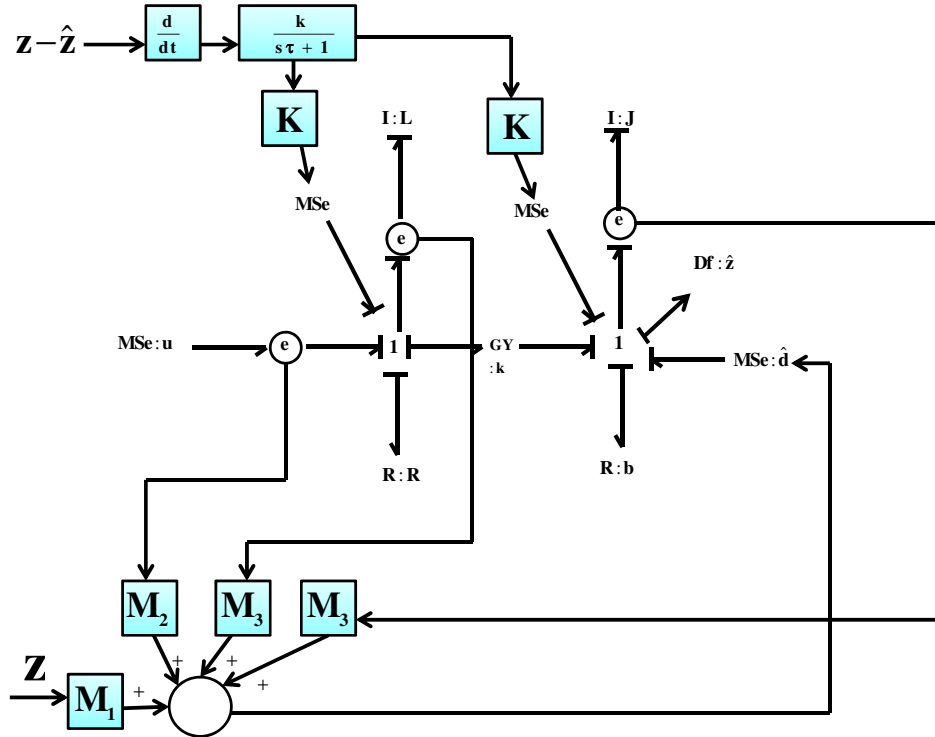 z − ẑ
d
dt
k
sτ + 1
K
K
I : L
I : J
MSe
MSe
e
e
Df : ẑ
MSe : u
e
1
GY
: k
1
MSe : d̂
R : R
R : b
M₂
M₃
M₃
+
+
+
z
M₁
+